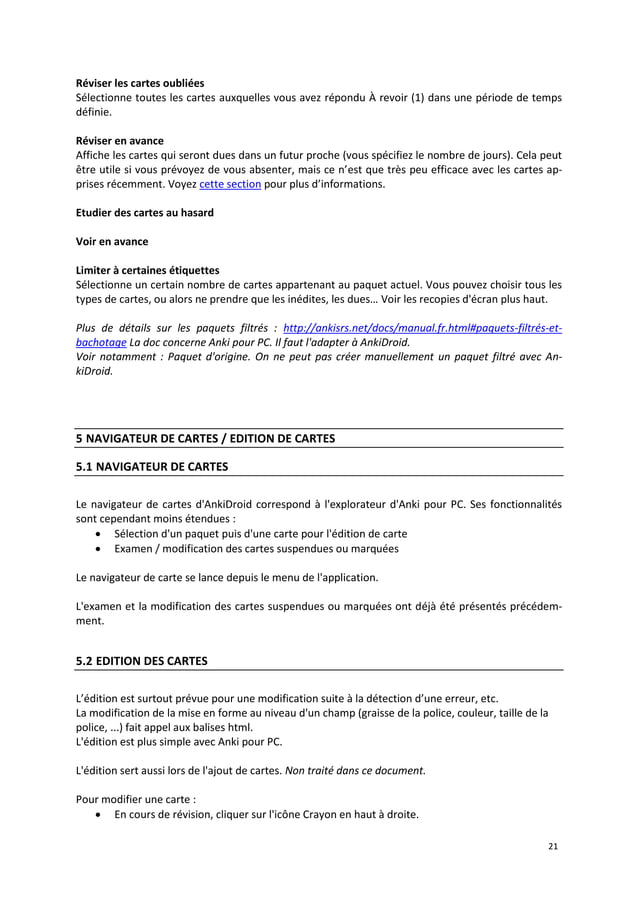 Réviser les cartes oubliées
Sélectionne toutes les cartes auxquelles vous avez répondu À revoir (1) dans une période de temps
définie.
Réviser en avance
Affiche les cartes qui seront dues dans un futur proche (vous spécifiez le nombre de jours). Cela peut
être utile si vous prévoyez de vous absenter, mais ce n’est que très peu efficace avec les cartes ap-
prises récemment. Voyez cette section pour plus d’informations.
Etudier des cartes au hasard
Voir en avance
Limiter à certaines étiquettes
Sélectionne un certain nombre de cartes appartenant au paquet actuel. Vous pouvez choisir tous les
types de cartes, ou alors ne prendre que les inédites, les dues… Voir les recopies d'écran plus haut.
Plus de détails sur les paquets filtrés : http://ankisrs.net/docs/manual.fr.html#paquets-filtrés-et-
bachotage La doc concerne Anki pour PC. Il faut l'adapter à AnkiDroid.
Voir notamment : Paquet d'origine. On ne peut pas créer manuellement un paquet filtré avec An-
kiDroid.
5 NAVIGATEUR DE CARTES / EDITION DE CARTES
5.1 NAVIGATEUR DE CARTES
Le navigateur de cartes d'AnkiDroid correspond à l'explorateur d'Anki pour PC. Ses fonctionnalités
sont cependant moins étendues :
• Sélection d'un paquet puis d'une carte pour l'édition de carte
• Examen / modification des cartes suspendues ou marquées
Le navigateur de carte se lance depuis le menu de l'application.
L'examen et la modification des cartes suspendues ou marquées ont déjà été présentés précédem-
ment.
5.2 EDITION DES CARTES
L’édition est surtout prévue pour une modification suite à la détection d’une erreur, etc.
La modification de la mise en forme au niveau d'un champ (graisse de la police, couleur, taille de la
police, ...) fait appel aux balises html.
L'édition est plus simple avec Anki pour PC.
L'édition sert aussi lors de l'ajout de cartes. Non traité dans ce document.
Pour modifier une carte :
• En cours de révision, cliquer sur l'icône Crayon en haut à droite.
21